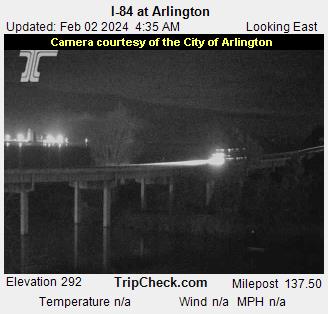 I-84 at Arlington
Updated: Feb 02 2024 4:35 AM Looking East
Camera courtesy of the City of Arlington
Elevation 292 TripCheck.com Milepost 137.50
Temperature n/a Wind n/a MPH n/a